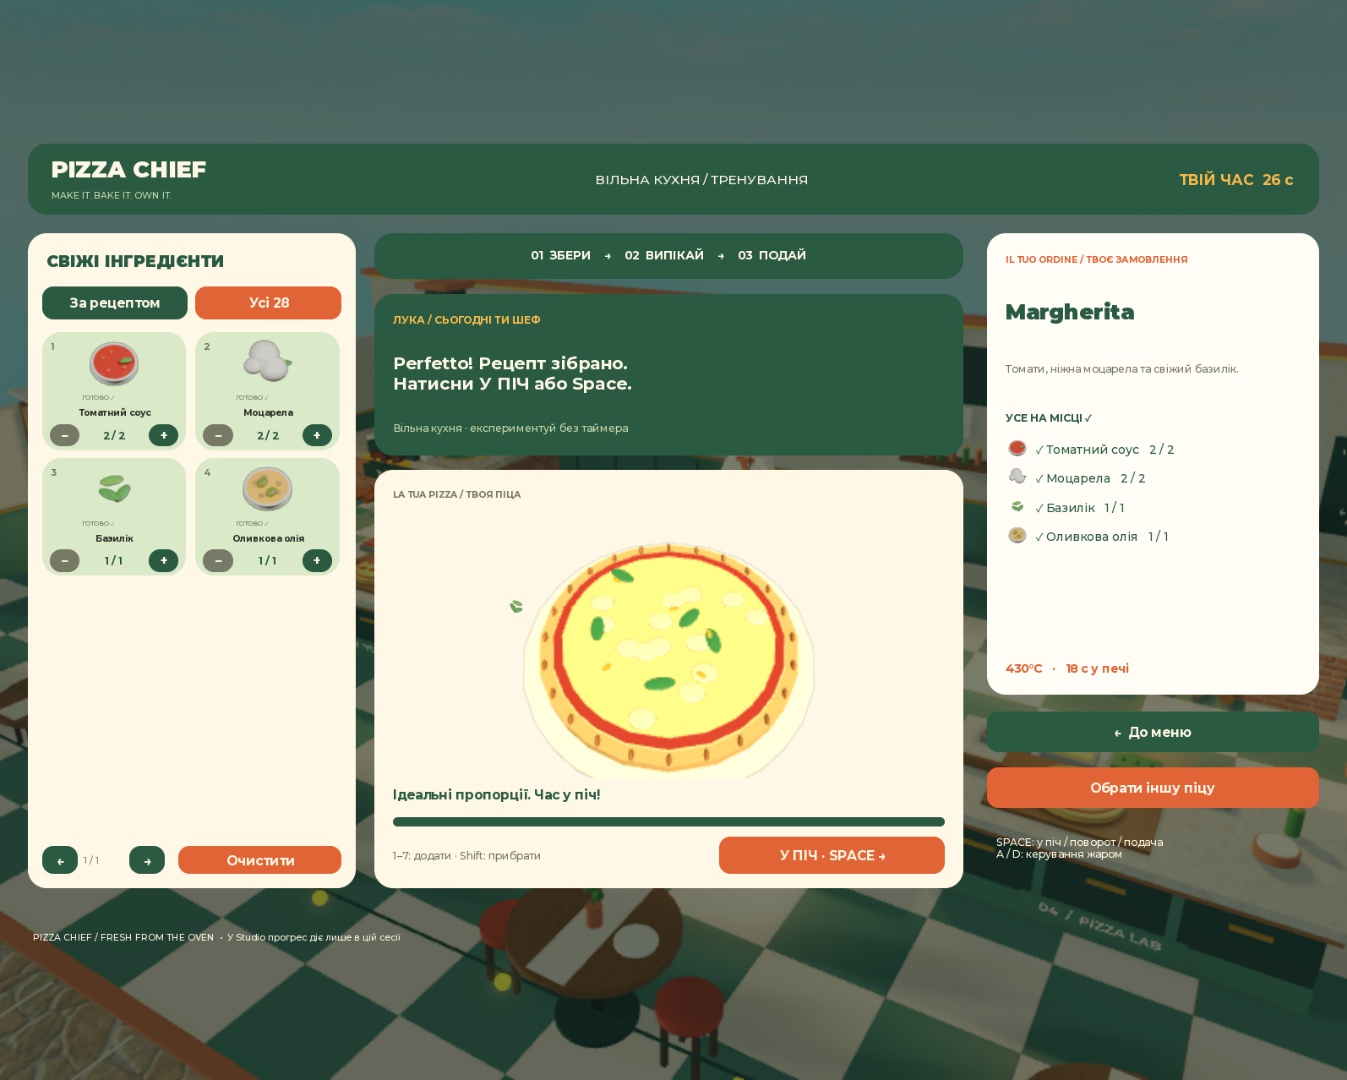 PIZZA CHIEF
MAKE IT. BAKE IT. OWN IT.
ВІЛЬНА КУХНЯ / ТРЕНУВАННЯ
ТВІЙ ЧАС 26 с
СВІЖІ ІНГРЕДІЄНТИ
За рецептом
Усі 28
1
ГОТОВО ✓
Томатний соус
− 2 / 2 +
2
ГОТОВО ✓
Моцарела
− 2 / 2 +
3
ГОТОВО ✓
Базилік
− 1 / 1 +
4
ГОТОВО ✓
Оливкова олія
− 1 / 1 +
← 1 / 1 →
Очистити
01 ЗБЕРИ → 02 ВИПІКАЙ → 03 ПОДАЙ
ЛУКА / СЬОГОДНІ ТИ ШЕФ
Perfetto! Рецепт зібрано.
Натисни У ПІЧ або Space.
Вільна кухня · експериментуй без таймера
LA TUA PIZZA / ТВОЯ ПІЦА
Ідеальні пропорції. Час у піч!
1–7: додати · Shift: прибрати
У ПІЧ · SPACE →
IL TUO ORDINE / ТВОЄ ЗАМОВЛЕННЯ
Margherita
Томати, ніжна моцарела та свіжий базилік.
УСЕ НА МІСЦІ ✓
✓ Томатний соус 2 / 2
✓ Моцарела 2 / 2
✓ Базилік 1 / 1
✓ Оливкова олія 1 / 1
430°C · 18 с у печі
← До меню
Обрати іншу піцу
SPACE: у піч / поворот / подача
A / D: керування жаром
04 / PIZZA LAB
PIZZA CHIEF / FRESH FROM THE OVEN • У Studio прогрес діє лише в цій сесії